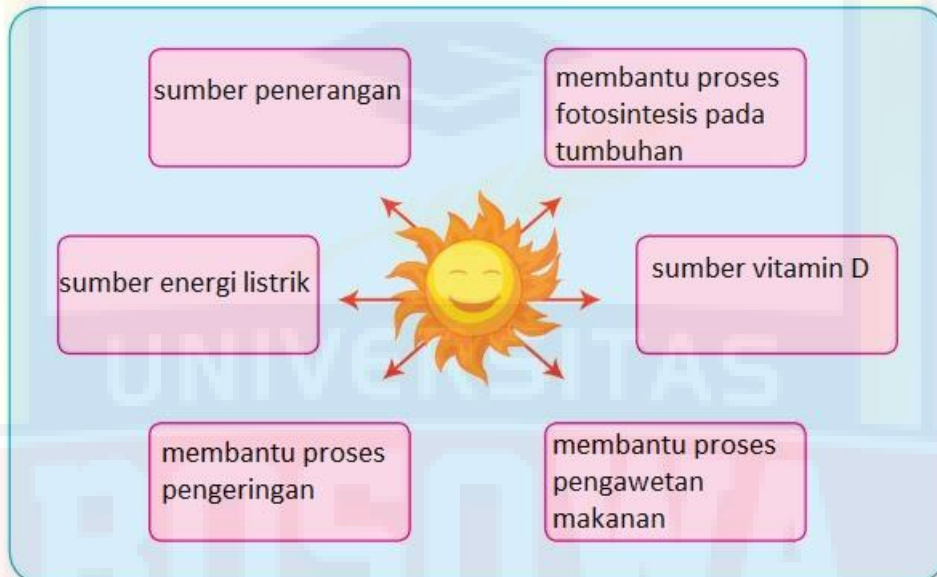 sumber penerangan
membantu proses
fotosintesis pada
tumbuhan
sumber energi listrik
sumber vitamin D
membantu proses
pengeringan
membantu proses
pengawetan
makanan
UNIVERSITAS
BOSOWA